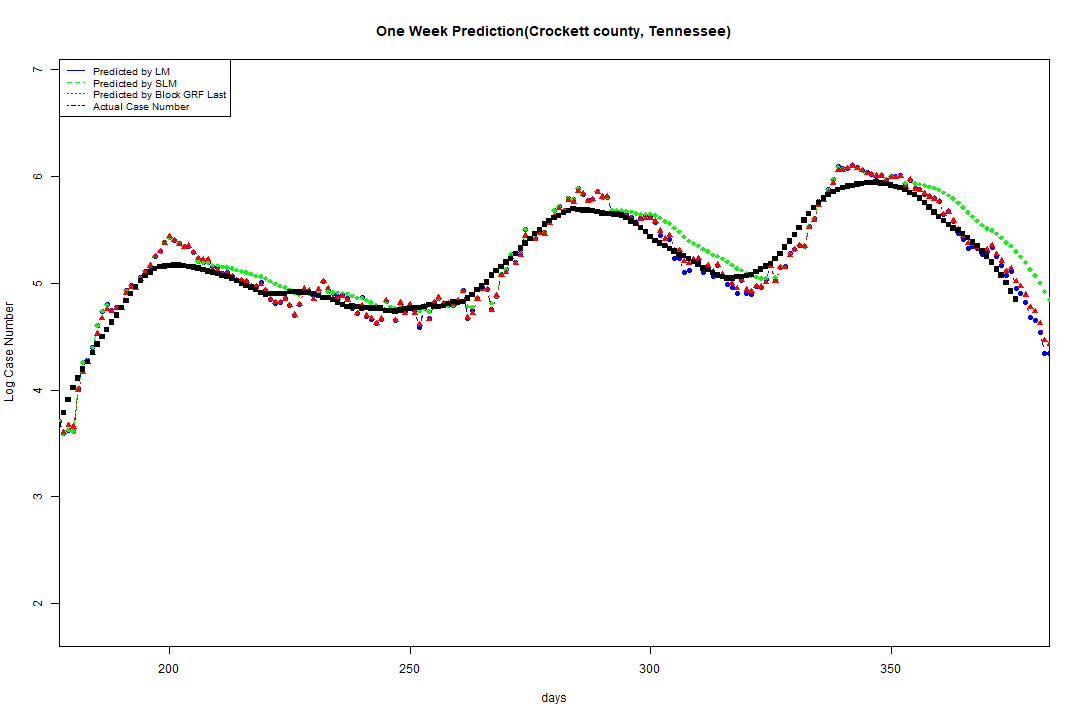 One Week Prediction(Crockett county, Tennessee)
Predicted by LM
Predicted by SLM
Predicted by Block GRF Last
Actual Case Number
7
6
5
4
3
2
Log Case Number
200
250
300
350
days